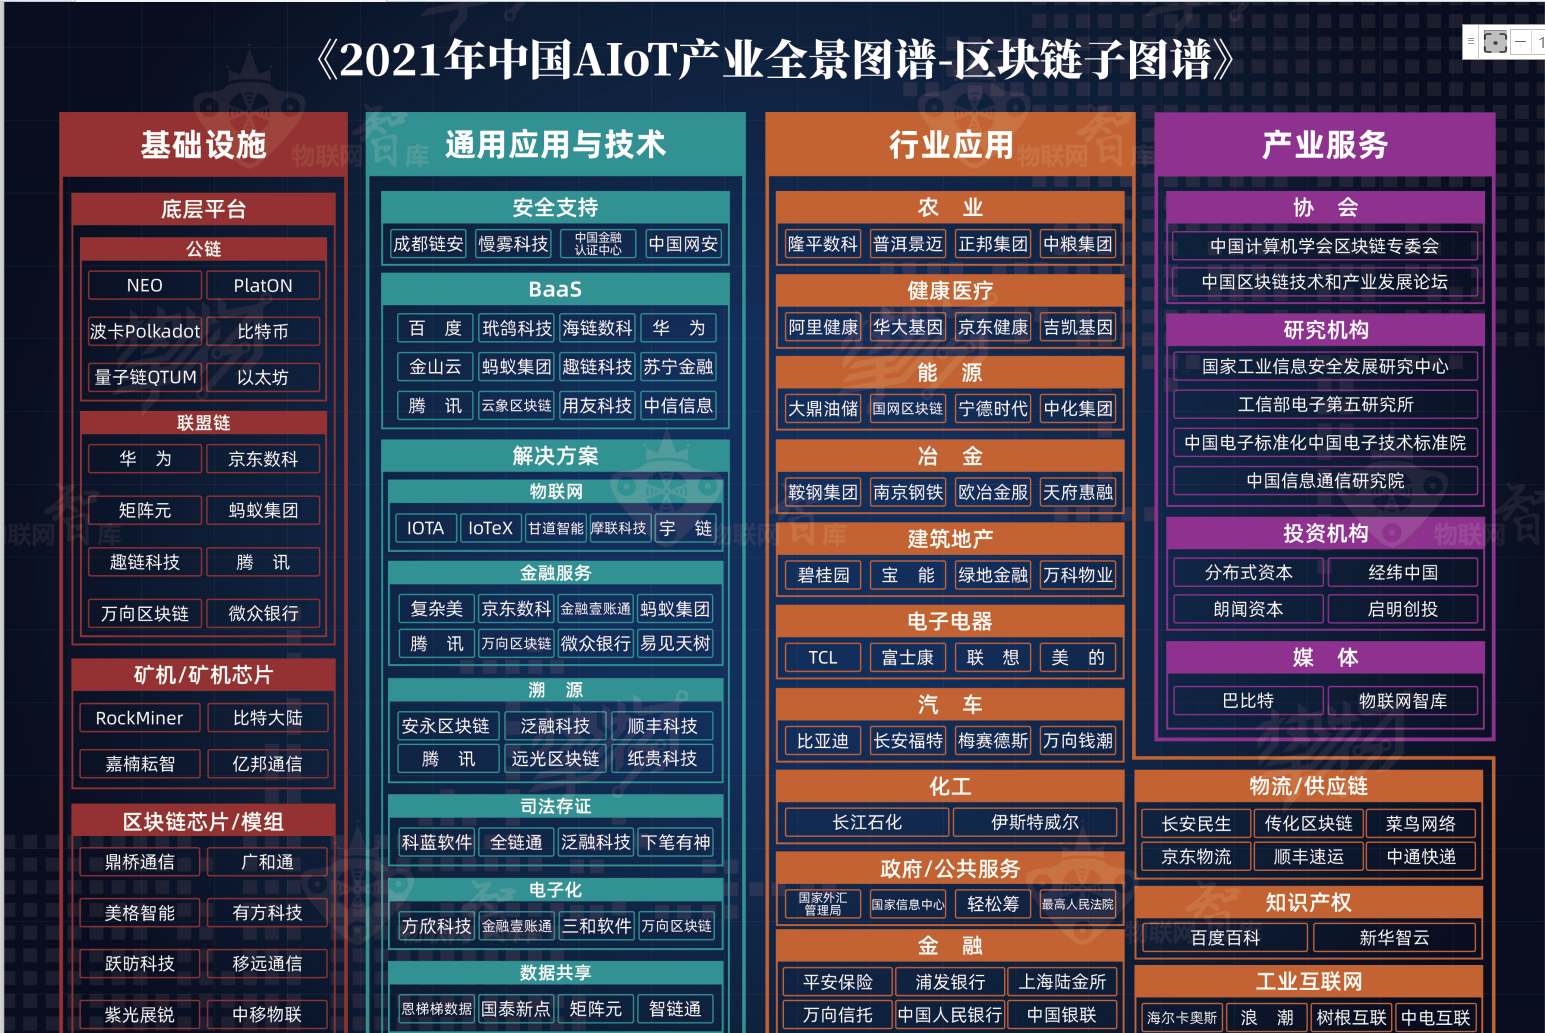 《2021年中国AIoT产业全景图谱-区块链子图谱》
基础设施
底层平台
公链
NEO
PlatON
波卡Polkadot
比特币
量子链QTUM
以太坊
联盟链
华 为
京东数科
矩阵元
蚂蚁集团
趣链科技
腾 讯
万向区块链
微众银行
矿机/矿机芯片
RockMiner
比特大陆
嘉楠耘智
亿邦通信
区块链芯片/模组
鼎桥通信
广和通
美格智能
有方科技
跃昉科技
移远通信
紫光展锐
中移物联
通用应用与技术
安全支持
成都链安
慢雾科技
中国金融
认证中心
中国网安
BaaS
百 度
玳鸽科技
海链数科
华 为
金山云
蚂蚁集团
趣链科技
苏宁金融
腾 讯
云象区块链
用友科技
中信信息
解决方案
物联网
IOTA
IoTeX
甘道智能
摩联科技
宇 链
金融服务
复杂美
京东数科
金融壹账通
蚂蚁集团
腾 讯
万向区块链
微众银行
易见天树
溯 源
安永区块链
泛融科技
顺丰科技
腾 讯
远光区块链
纸贵科技
司法存证
科蓝软件
全链通
泛融科技
下笔有神
电子化
方欣科技
金融壹账通
三和软件
万向区块链
数据共享
恩梯梯数据
国泰新点
矩阵元
智链通
行业应用
农 业
隆平数科
普洱景迈
正邦集团
中粮集团
健康医疗
阿里健康
华大基因
京东健康
吉凯基因
能 源
大鼎油储
国网区块链
宁德时代
中化集团
冶 金
鞍钢集团
南京钢铁
欧冶金服
天府惠融
建筑地产
碧桂园
宝 能
绿地金融
万科物业
电子电器
TCL
富士康
联 想
美 的
汽 车
比亚迪
长安福特
梅赛德斯
万向钱潮
化工
长江石化
伊斯特威尔
政府/公共服务
国家外汇
管理局
国家信息中心
轻松筹
最高人民法院
金 融
平安保险
浦发银行
上海陆金所
万向信托
中国人民银行
中国银联
物流/供应链
长安民生
传化区块链
菜鸟网络
京东物流
顺丰速运
中通快递
知识产权
百度百科
新华智云
工业互联网
海尔卡奥斯
浪 潮
树根互联
中电互联
产业服务
协 会
中国计算机学会区块链专委会
中国区块链技术和产业发展论坛
研究机构
国家工业信息安全发展研究中心
工信部电子第五研究所
中国电子标准化中国电子技术标准院
中国信息通信研究院
投资机构
分布式资本
经纬中国
朗闻资本
启明创投
媒 体
巴比特
物联网智库